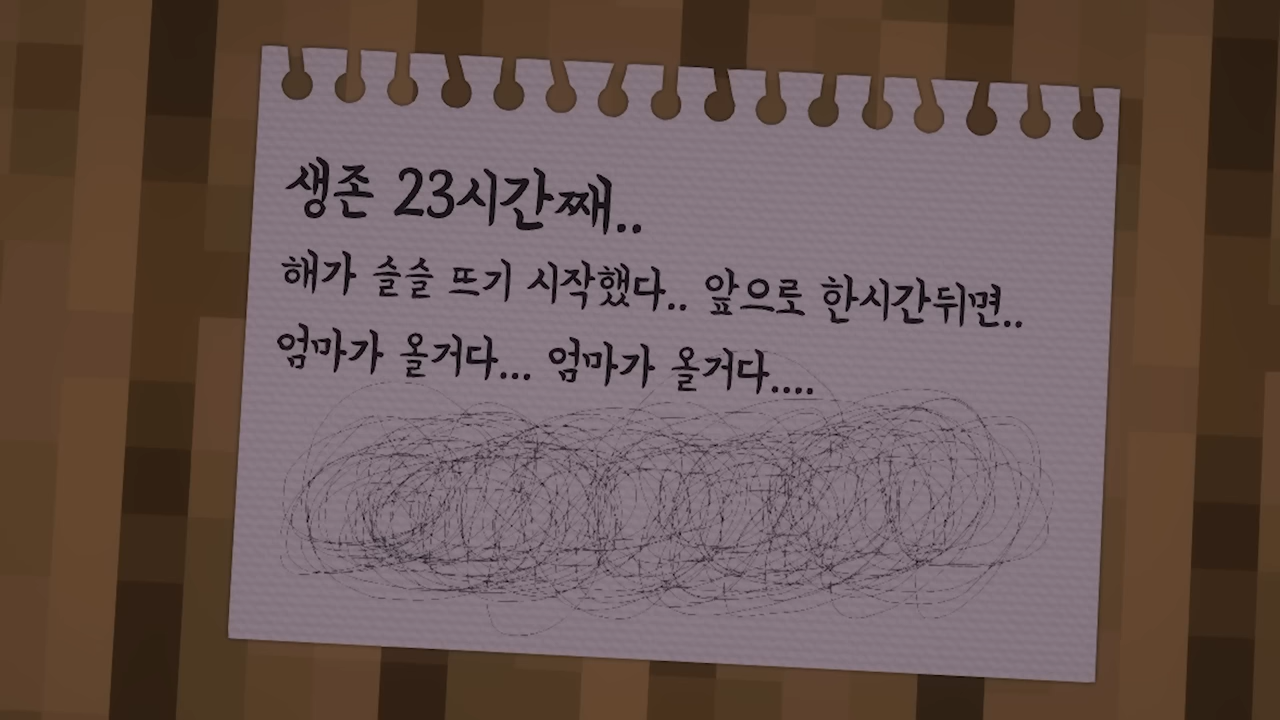 생존 23시간째..
해가 슬슬 뜨기 시작했다.. 앞으로 한시간뒤면..
엄마가 올거다... 엄마가 올거다....